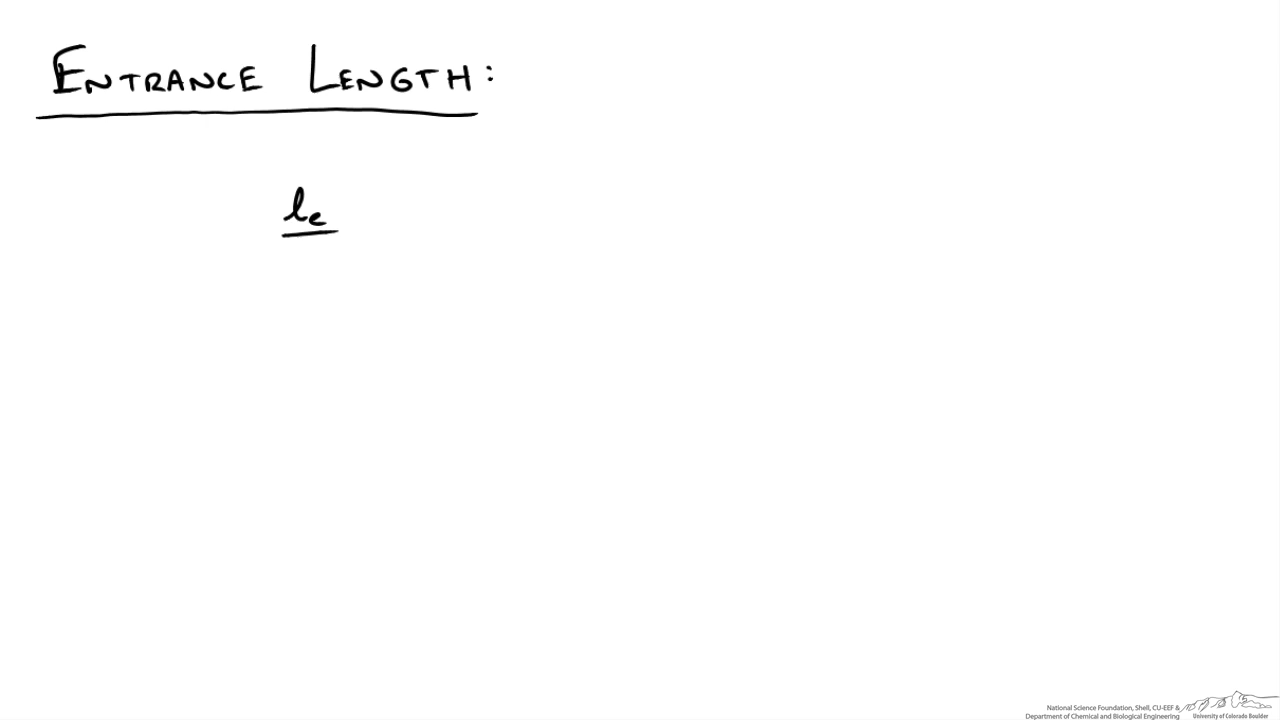 ENTRANCE LENGTH:
le
National Science Foundation, Shell, CU-EEF &
Department of Chemical and Biological Engineering
University of Colorado Boulder